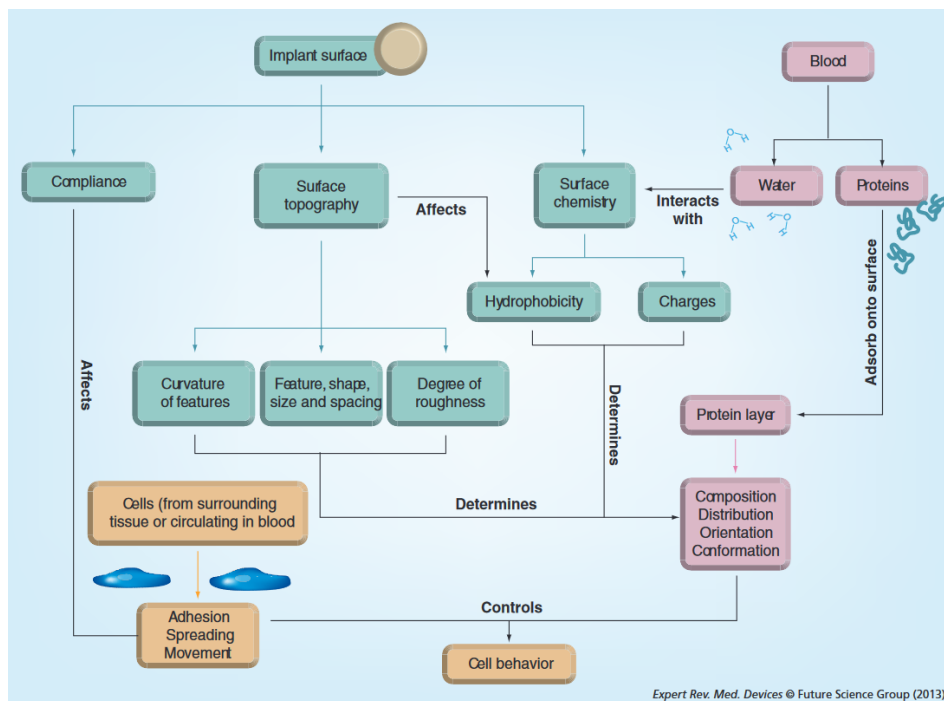 Implant surface
Blood
Compliance
Surface
topography
Affects
Surface
chemistry
Interacts
with
Water
Proteins
H O H
H O H
H O H
Hydrophobicity
Charges
Adsorb onto surface
Affects
Curvature
of features
Feature, shape,
size and spacing
Degree of
roughness
Determines
Protein layer
Cells (from surrounding
tissue or circulating in blood
Determines
Composition
Distribution
Orientation
Conformation
Adhesion
Spreading
Movement
Controls
Cell behavior
Expert Rev. Med. Devices © Future Science Group (2013)